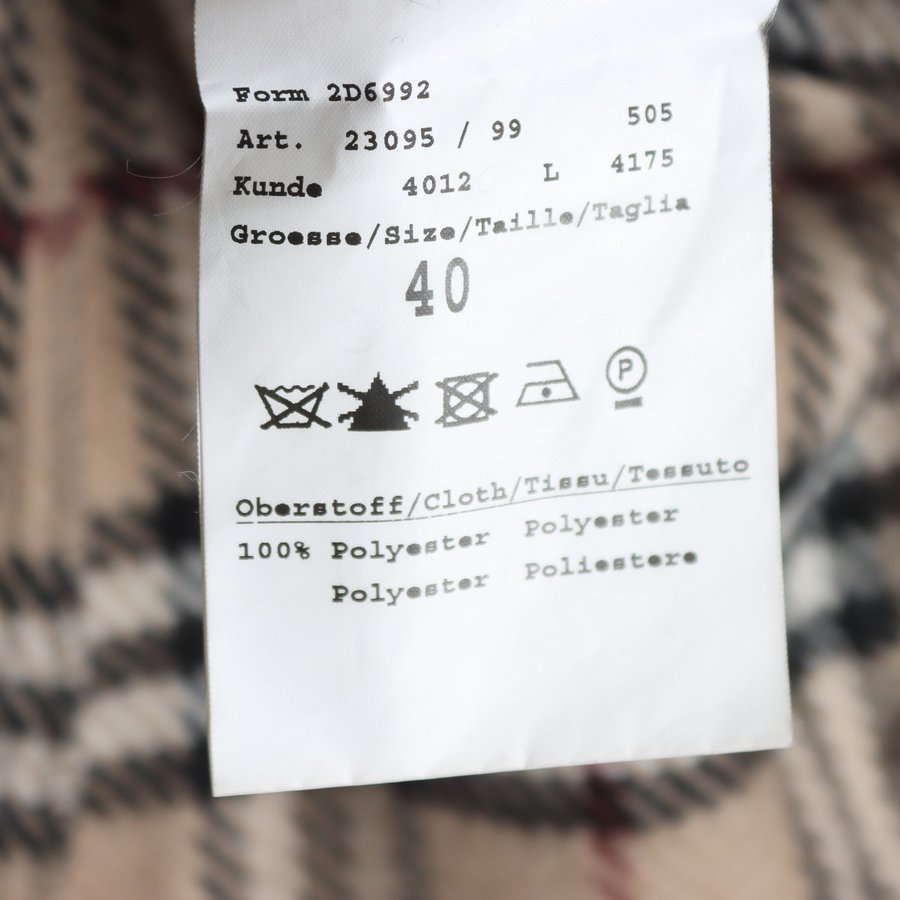 Form 2D6992
Art. 23095 / 99 505
Kunde 4012 L 4175
Groesse/Size/Taille/Taglia
40
P
Oberstoff/Cloth/Tissu/Tessuto
100% Polyester Polyester
Polyester Poliestere